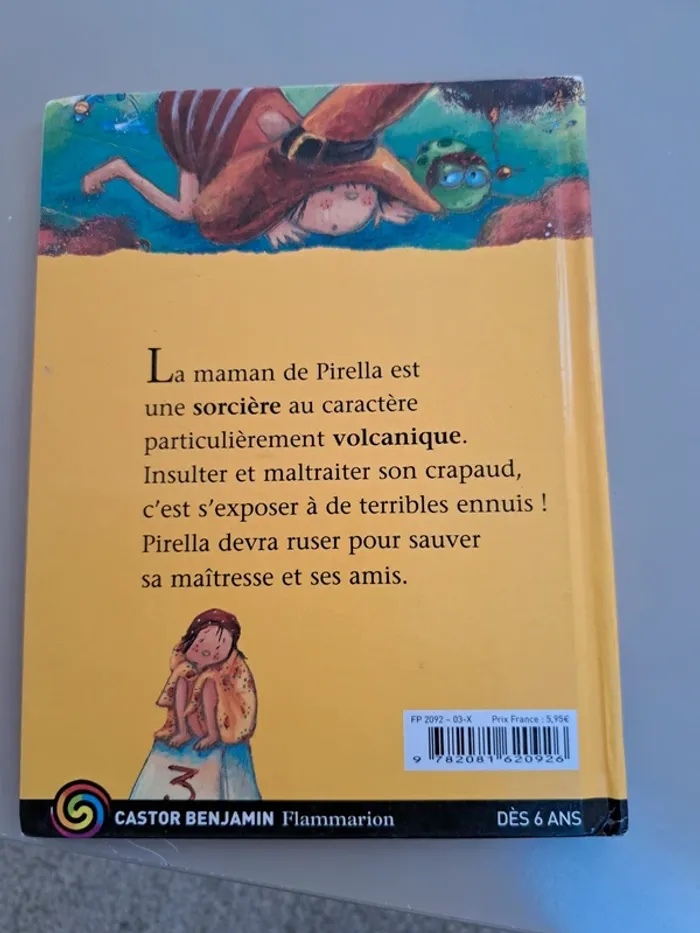 La maman de Pirella est
une sorcière au caractère
particulièrement volcanique.
Insulter et maltraiter son crapaud,
c'est s'exposer à de terribles ennuis !
Pirella devra ruser pour sauver
sa maîtresse et ses amis.
3
FP 2092 – 03-X Prix France : 5,95€
9 782081 620926
CASTOR BENJAMIN Flammarion DÈS 6 ANS